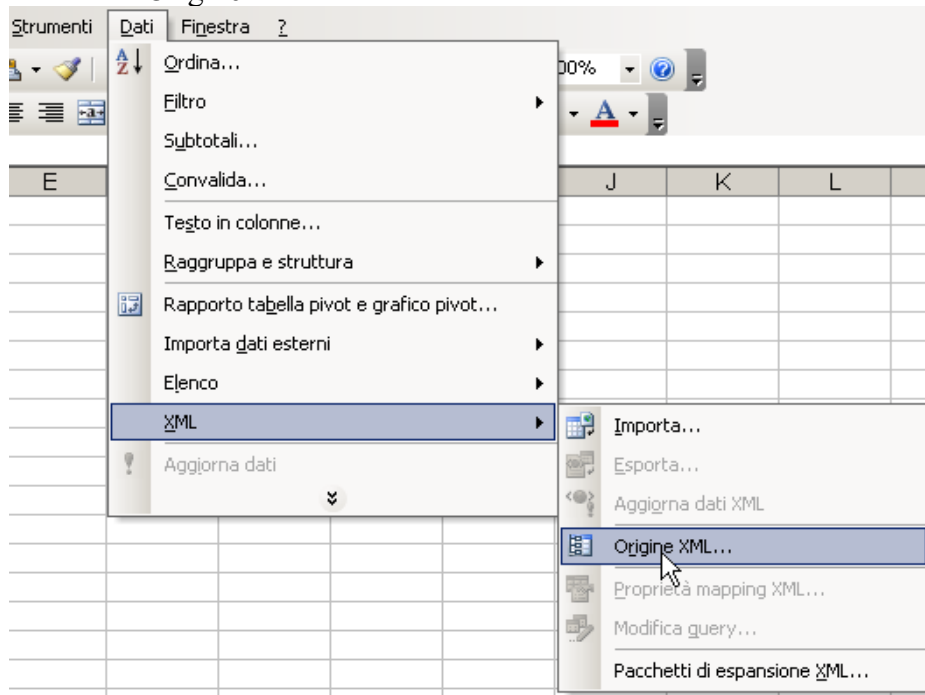 Strumenti Dati Finestra ?
Ordina... 00%
Filtro A
Subtotali...
Convalida...
E J K L
Testo in colonne...
Raggruppa e struttura
Rapporto tabella pivot e grafico pivot...
Importa dati esterni
Elenco
XML
Importa...
Aggiorna dati
Esporta...
Aggiorna dati XML
Origine XML...
Proprietà mapping XML...
Modifica query...
Pacchetti di espansione XML...